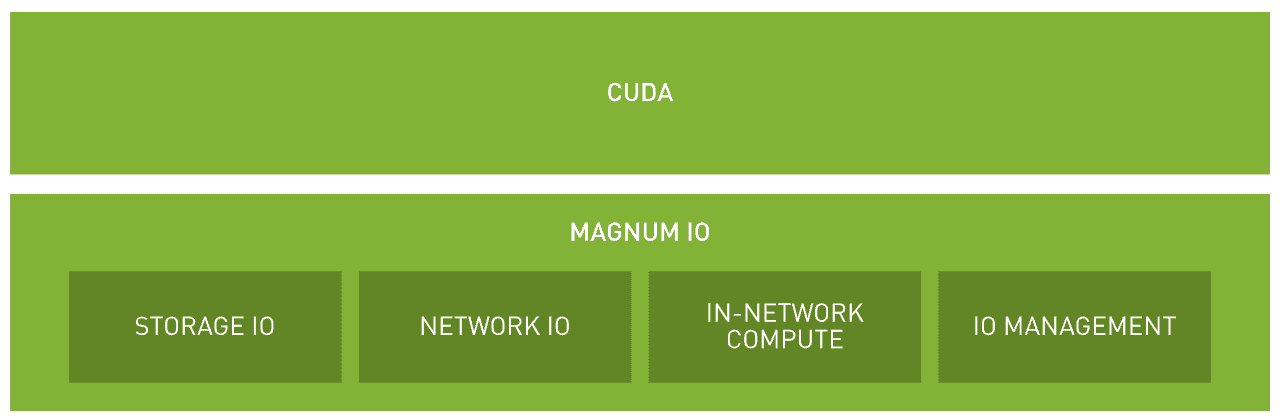 CUDA
MAGNUM IO
STORAGE IO
NETWORK IO
IN-NETWORK
COMPUTE
IO MANAGEMENT